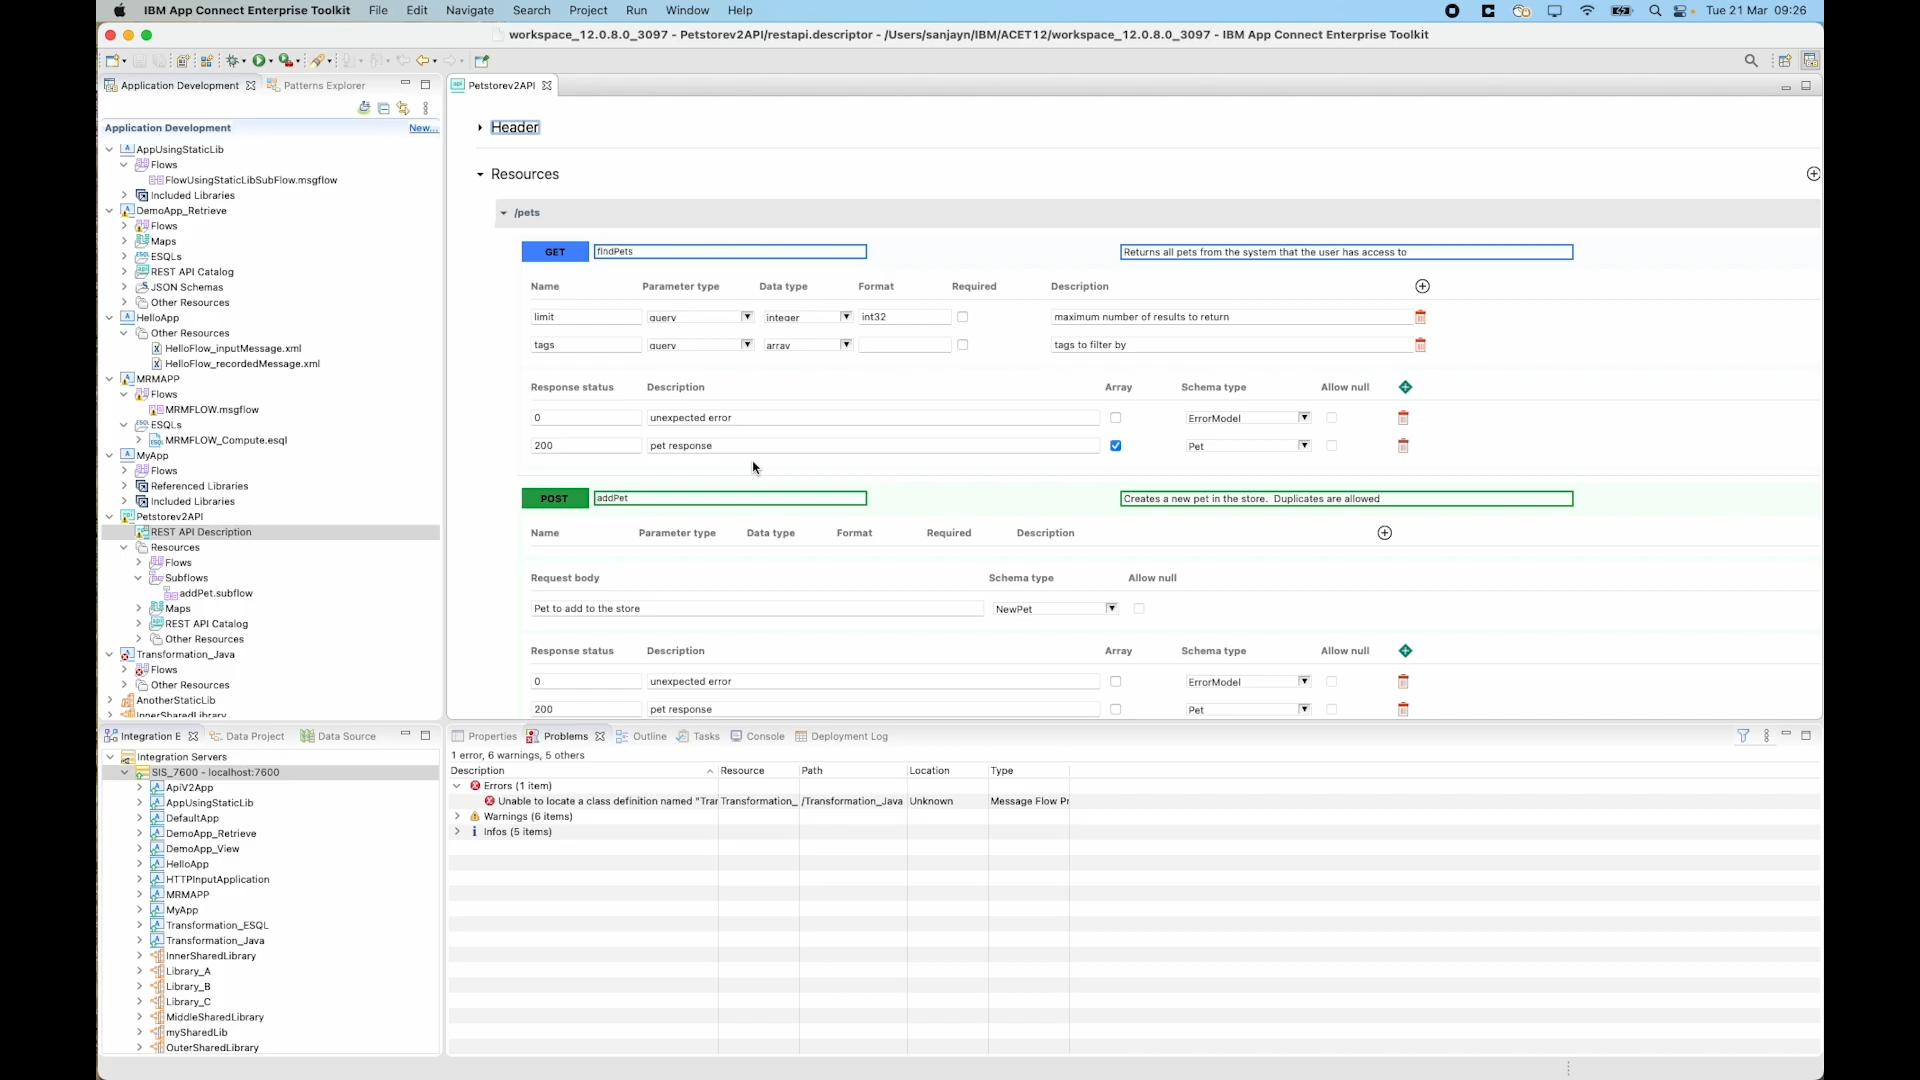 IBM App Connect Enterprise Toolkit File Edit Navigate Search Project Run Window Help Tue 21 Mar 09:26
workspace_12.0.8.0_3097 - Petstorev2API/restapi.descriptor - /Users/sanjayn/IBM/ACET12/workspace_12.0.8.0_3097 - IBM App Connect Enterprise Toolkit
Application Development Patterns Explorer
Application Development New...
AppUsingStaticLib
Flows
FlowUsingStaticLibSubFlow.msgflow
Included Libraries
DemoApp_Retrieve
Flows
Maps
ESQLs
REST API Catalog
JSON Schemas
Other Resources
HelloApp
Other Resources
HelloFlow_inputMessage.xml
HelloFlow_recordedMessage.xml
MRMAPP
Flows
MRMFLOW.msgflow
ESQLs
MRMFLOW_Compute.esql
MyApp
Flows
Referenced Libraries
Included Libraries
Petstorev2API
REST API Description
Resources
Flows
Subflows
addPet.subflow
Maps
REST API Catalog
Other Resources
Transformation_Java
Flows
Other Resources
AnotherStaticLib
InnerSharedLibrary
Petstorev2API
Header
Resources
/pets
GET findPets Returns all pets from the system that the user has access to
Name Parameter type Data type Format Required Description
limit query integer int32 maximum number of results to return
tags query array tags to filter by
Response status Description Array Schema type Allow null
0 unexpected error ErrorModel
200 pet response Pet
POST addPet Creates a new pet in the store. Duplicates are allowed
Name Parameter type Data type Format Required Description
Request body Schema type Allow null
Pet to add to the store NewPet
Response status Description Array Schema type Allow null
0 unexpected error ErrorModel
200 pet response Pet
Integration E Data Project Data Source
Integration Servers
SIS_7600 - localhost:7600
ApiV2App
AppUsingStaticLib
DefaultApp
DemoApp_Retrieve
DemoApp_View
HelloApp
HTTPInputApplication
MRMAPP
MyApp
Transformation_ESQL
Transformation_Java
InnerSharedLibrary
Library_A
Library_B
Library_C
MiddleSharedLibrary
mySharedLib
OuterSharedLibrary
Properties Problems Outline Tasks Console Deployment Log
1 error, 6 warnings, 5 others
Description Resource Path Location Type
Errors (1 item)
Unable to locate a class definition named "Trar Transformation_ /Transformation_Java Unknown Message Flow Pr
Warnings (6 items)
Infos (5 items)